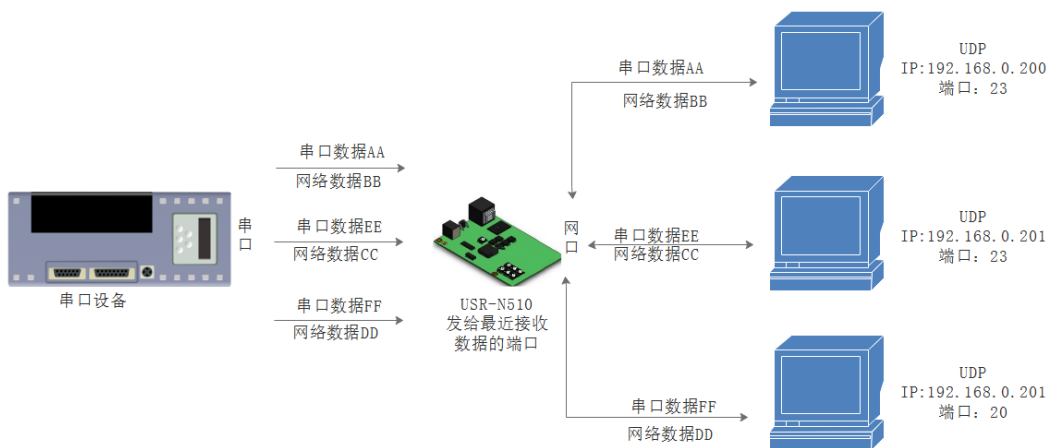 串口数据AA
网络数据BB
UDP
IP:192.168.0.200
端口: 23
串口数据AA
网络数据BB
串口
串口数据EE
网络数据CC
网口
串口数据EE
网络数据CC
UDP
IP:192.168.0.201
端口: 23
串口设备
串口数据FF
网络数据DD
USR-N510
发给最近接收
数据的端口
串口数据FF
网络数据DD
UDP
IP:192.168.0.201
端口: 20